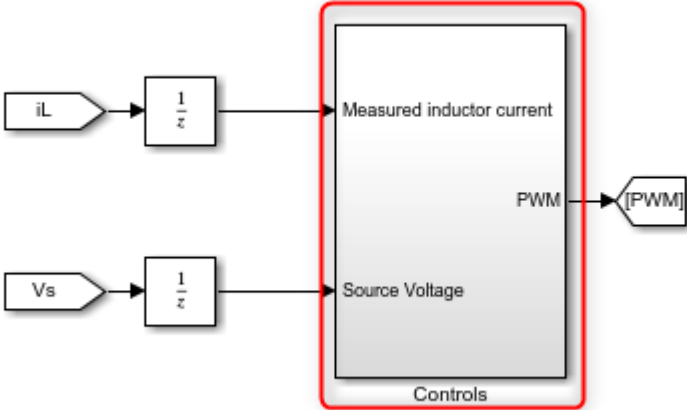 iL
1
z
Measured inductor current
PWM
[PWM]
Vs
1
z
Source Voltage
Controls